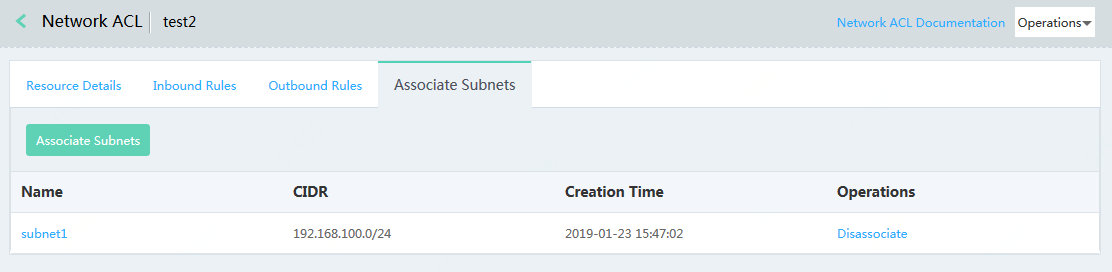 Network ACL test2 Network ACL Documentation Operations
Resource Details Inbound Rules Outbound Rules Associate Subnets
Associate Subnets
Name CIDR Creation Time Operations
subnet1 192.168.100.0/24 2019-01-23 15:47:02 Disassociate